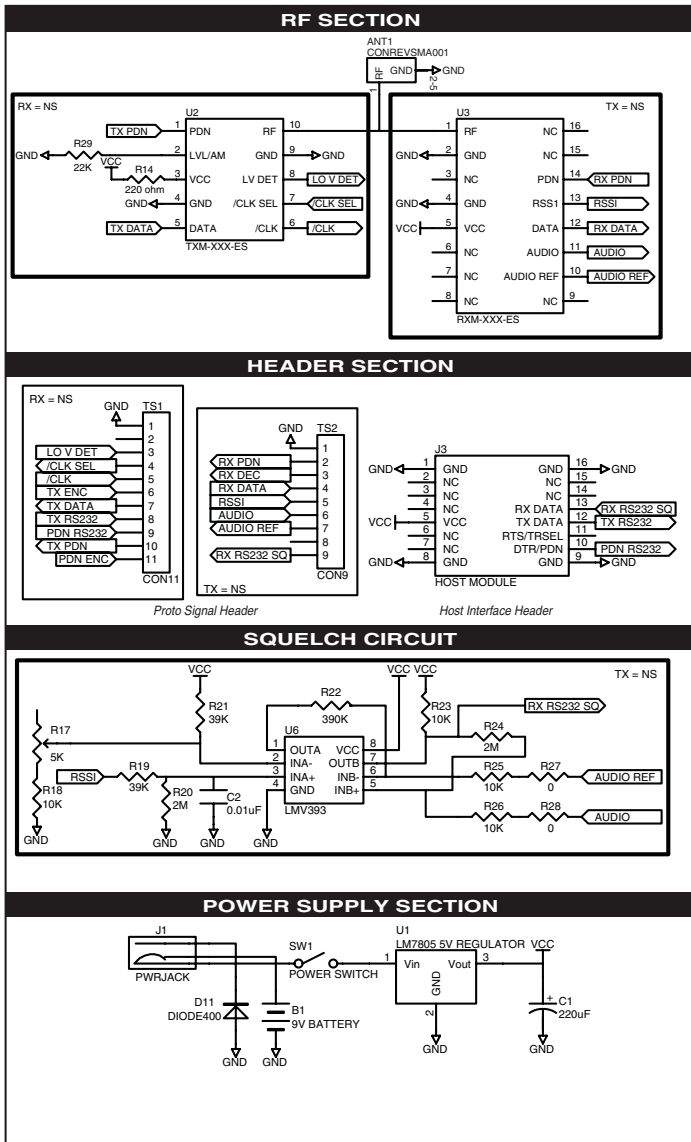 RF SECTION
ANT1
CONREVSMA001
RF
GND
GND
1
2-5
RX = NS
U2
TX PDN
1
PDN
RF
10
R29
GND
22K
2
LVL/AM
GND
9
GND
VCC
R14
220 ohm
3
VCC
LV DET
8
LO V DET
GND
4
GND
/CLK SEL
7
/CLK SEL
TX DATA
5
DATA
/CLK
6
/CLK
TXM-XXX-ES
TX = NS
U3
1
RF
NC
16
GND
2
GND
NC
15
3
NC
PDN
14
RX PDN
GND
4
GND
RSS1
13
RSSI
VCC
5
VCC
DATA
12
RX DATA
6
NC
AUDIO
11
AUDIO
7
NC
AUDIO REF
10
AUDIO REF
8
NC
NC
9
RXM-XXX-ES
HEADER SECTION
RX = NS
GND
TS1
1
2
LO V DET
3
/CLK SEL
4
/CLK
5
TX ENC
6
TX DATA
7
TX RS232
8
PDN RS232
9
TX PDN
10
PDN ENC
11
CON11
Proto Signal Header
GND
TS2
1
RX PDN
2
RX DEC
3
RX DATA
4
RSSI
5
AUDIO
6
AUDIO REF
7
8
RX RS232 SQ
9
CON9
TX = NS
J3
GND
1
GND
GND
16
GND
2
NC
NC
15
3
NC
NC
14
4
NC
RX DATA
13
RX RS232 SQ
VCC
5
VCC
TX DATA
12
TX RS232
6
NC
RTS/TRSEL
11
7
NC
DTR/PDN
10
PDN RS232
GND
8
GND
GND
9
GND
HOST MODULE
Host Interface Header
SQUELCH CIRCUIT
TX = NS
VCC
VCC
VCC
R17
5K
R18
10K
GND
R21
39K
RSSI
R19
39K
R20
2M
GND
C2
0.01uF
GND
GND
R22
390K
U6
1
OUTA
VCC
8
2
INA-
OUTB
7
3
INA+
INB-
6
4
GND
INB+
5
LMV393
R23
10K
RX RS232 SQ
R24
2M
R25
10K
R27
0
AUDIO REF
R26
10K
R28
0
AUDIO
POWER SUPPLY SECTION
J1
PWRJACK
D11
DIODE400
GND
B1
9V BATTERY
GND
SW1
POWER SWITCH
U1
LM7805 5V REGULATOR
1
Vin
Vout
3
GND
2
GND
VCC
+
C1
220uF
GND